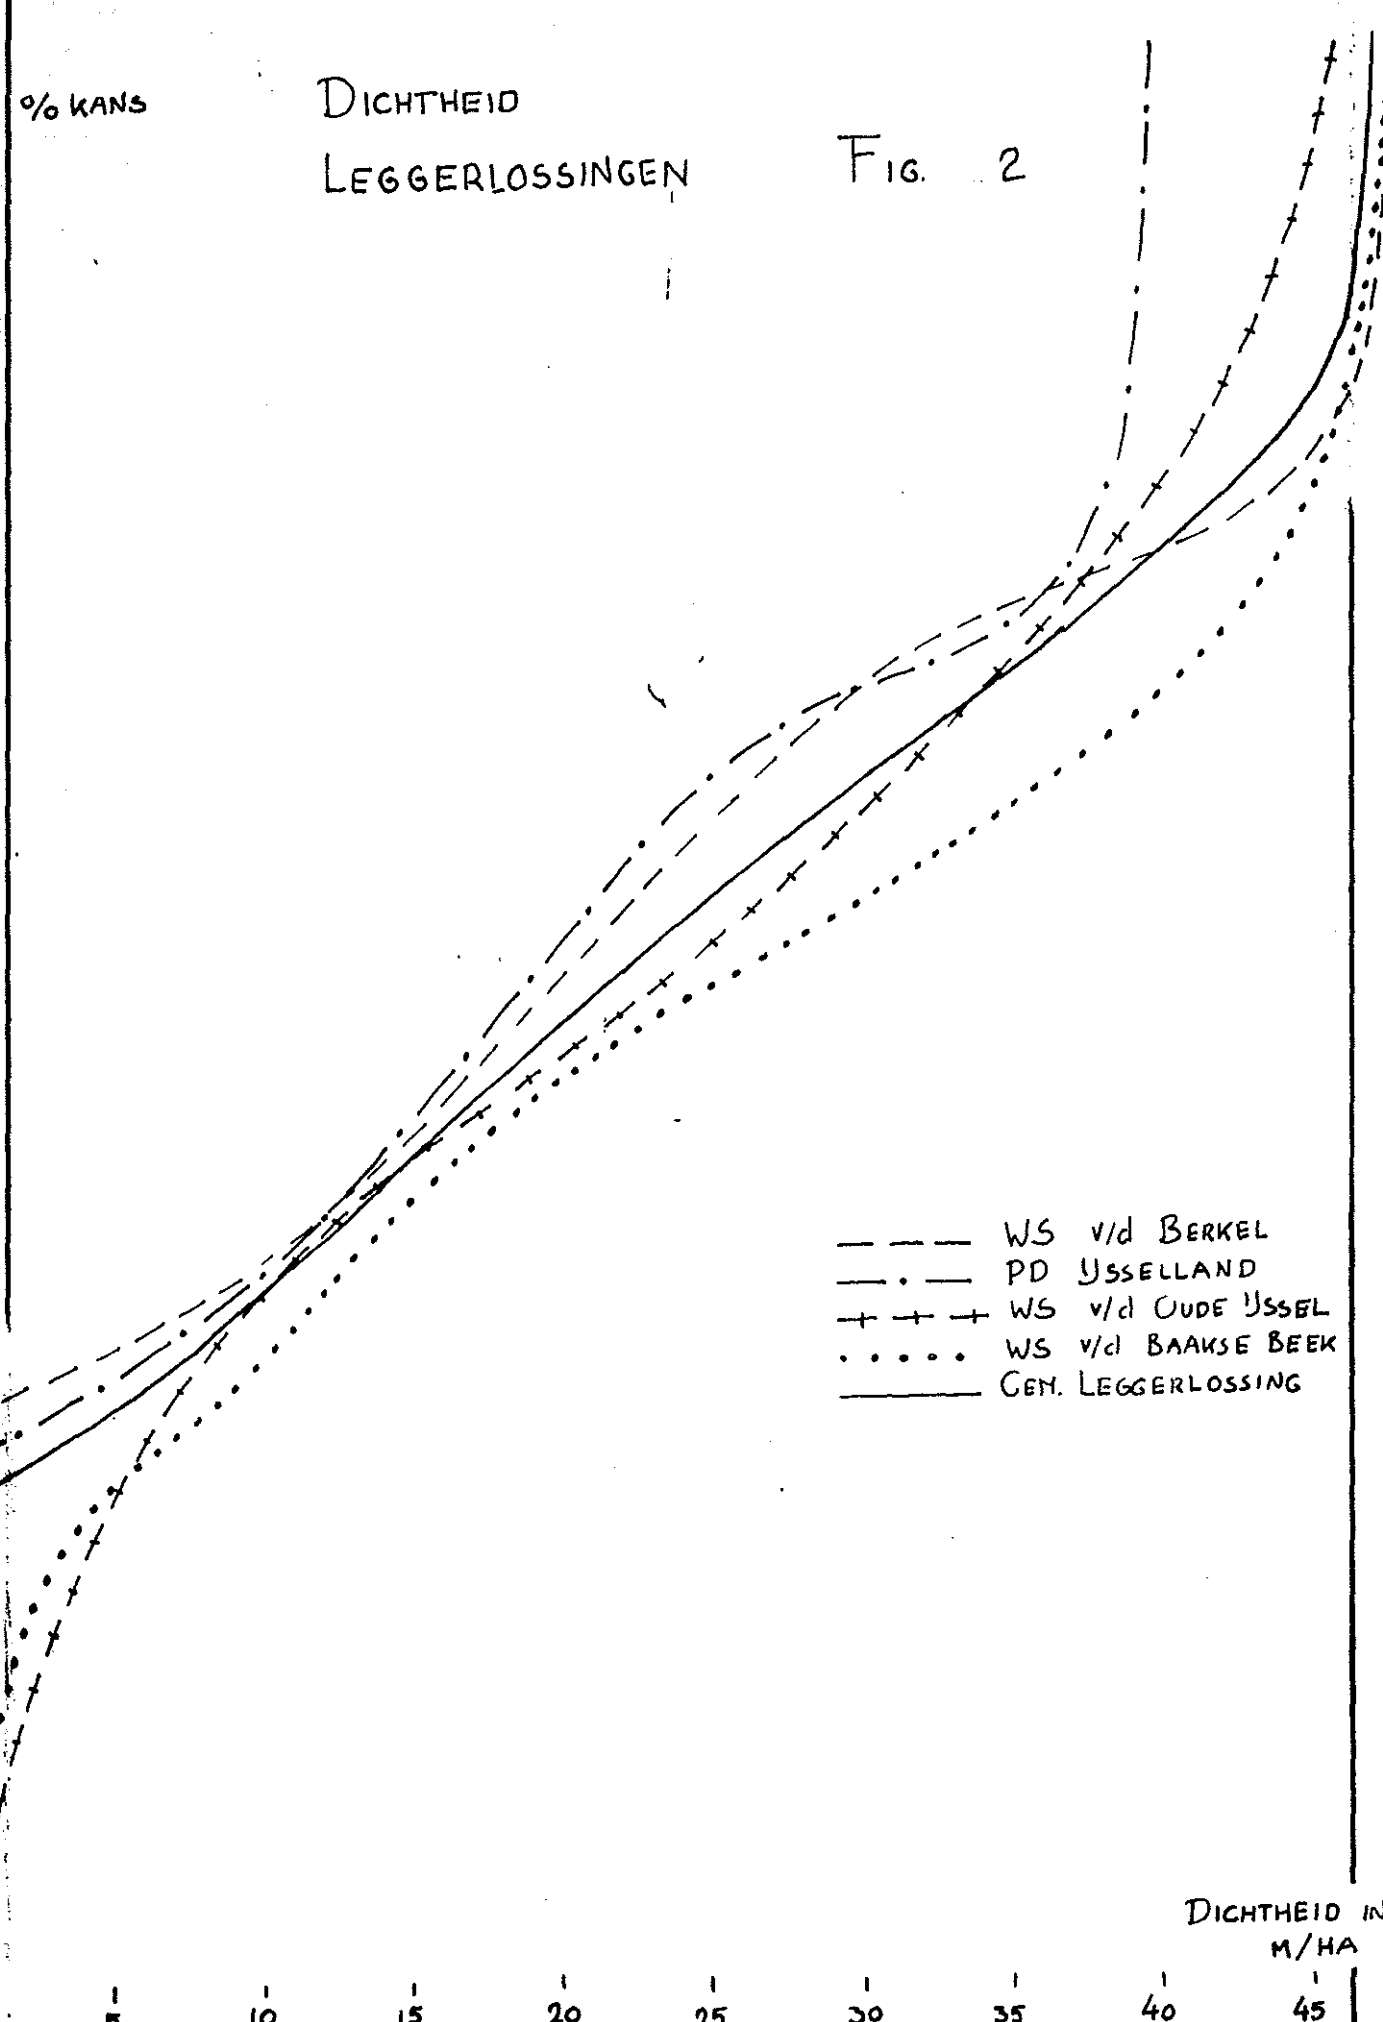 % KANS
DICHTHEID
LEGGERLOSSINGEN
FIG. 2
WS v/d BERKEL
PD IJSSELLAND
WS v/d OUDE IJSSEL
WS v/d BAAKSE BEEK
GEM. LEGGERLOSSING
DICHTHEID IN
M/HA
5 10 15 20 25 30 35 40 45